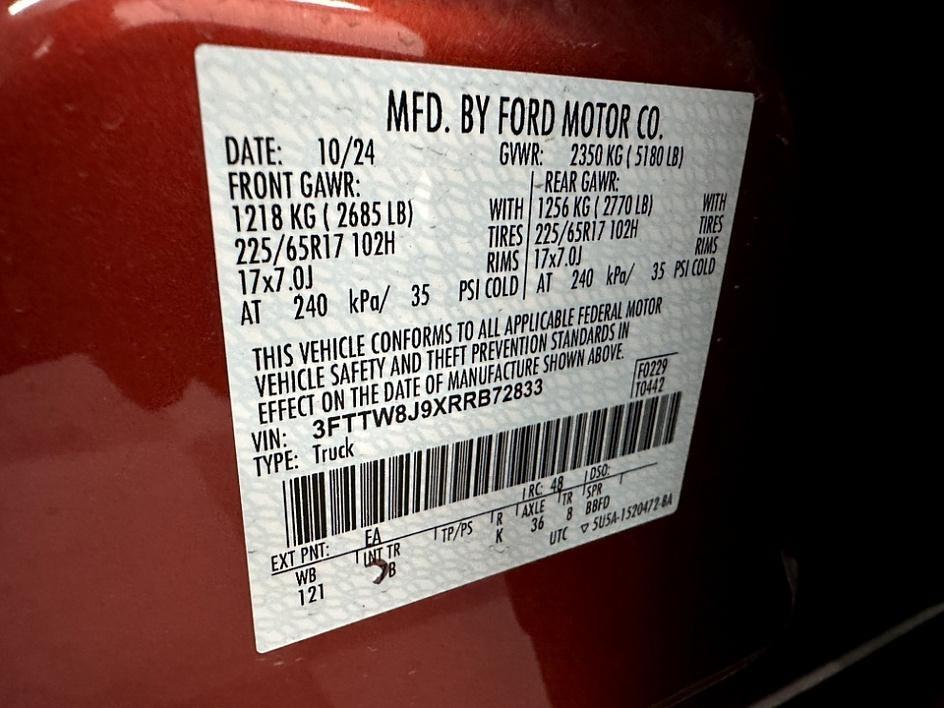 MFD. BY FORD MOTOR CO.
DATE: 10/24 GVWR: 2350 KG ( 5180 LB)
FRONT GAWR: REAR GAWR:
1218 KG ( 2685 LB) WITH 1256 KG ( 2770 LB) WITH
225/65R17 102H TIRES 225/65R17 102H TIRES
17x7.0J RIMS 17x7.0J RIMS
AT 240 kPa/ 35 PSI COLD AT 240 kPa/ 35 PSI COLD
THIS VEHICLE CONFORMS TO ALL APPLICABLE FEDERAL MOTOR
VEHICLE SAFETY AND THEFT PREVENTION STANDARDS IN
EFFECT ON THE DATE OF MANUFACTURE SHOWN ABOVE.
VIN: 3FTTW8J9XRRB72833 F0229
TYPE: Truck T0442
EXT PNT: EA RC: 48 DSO:
WB INT TR TP/PS R AXLE TR SPR
121 B K 36 8 BBFD
UTC ▽ 5U5A-1520472-BA